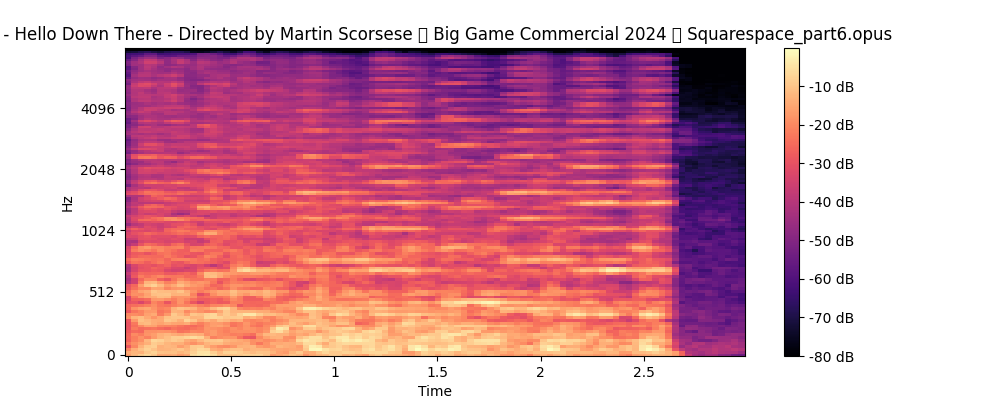 - Hello Down There - Directed by Martin Scorsese  Big Game Commercial 2024  Squarespace_part6.opus
4096
2048
1024
512
0
Hz
0
0.5
1
1.5
2
2.5
Time
-10 dB
-20 dB
-30 dB
-40 dB
-50 dB
-60 dB
-70 dB
-80 dB